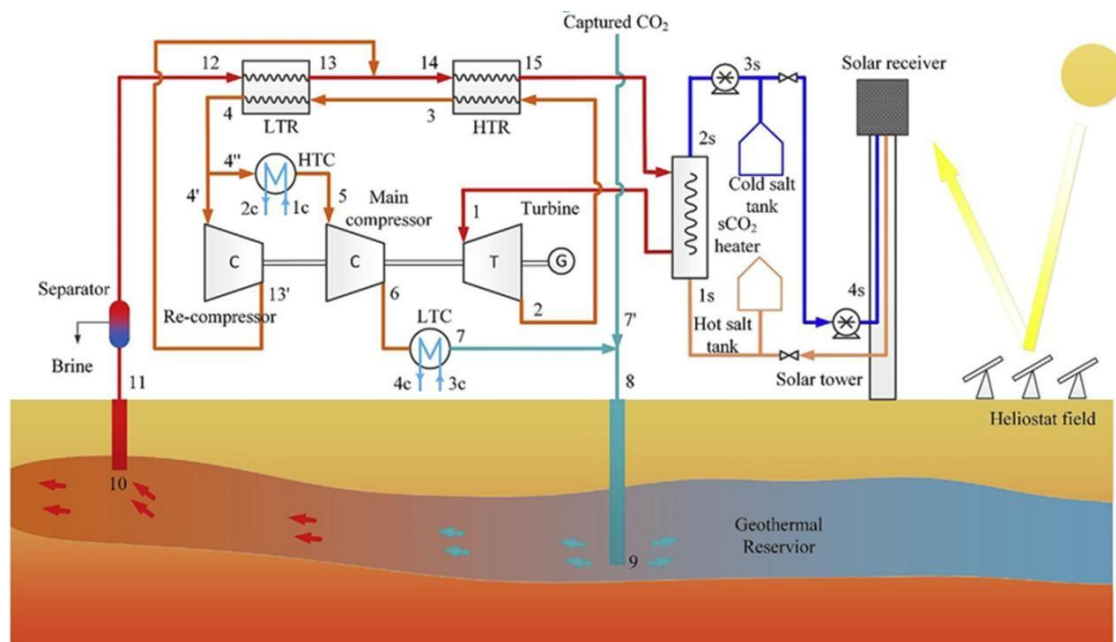 Captured CO₂
12
13
14
15
3s
Solar receiver
4
LTR
3
HTR
2s
4'
4''
HTC
2c
1c
5
Main
compressor
1
Turbine
Cold salt
tank
sCO₂
heater
C
C
T
G
Separator
13'
Re-compressor
6
LTC
7
2
7'
1s
Hot salt
tank
4s
Brine
4c
3c
11
8
Solar tower
Heliostat field
10
9
Geothermal
Reservior